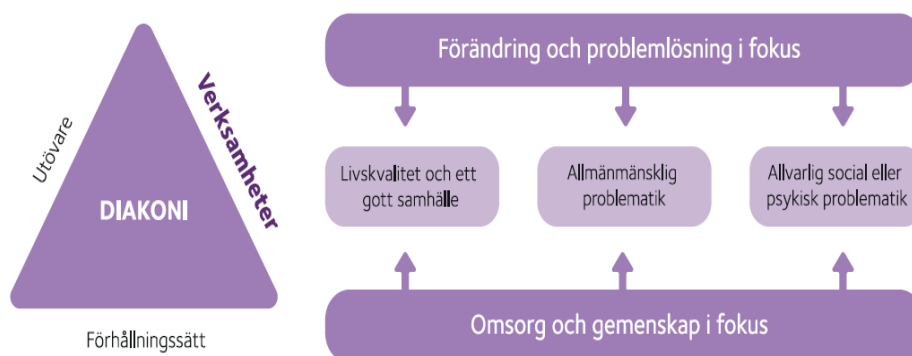 Utövare
Verksamheter
DIAKONI
Förhållningssätt
Förändring och problemlösning i fokus
Livskvalitet och ett
gott samhälle
Allmänmänsklig
problematik
Allvarlig social eller
psykisk problematik
Omsorg och gemenskap i fokus